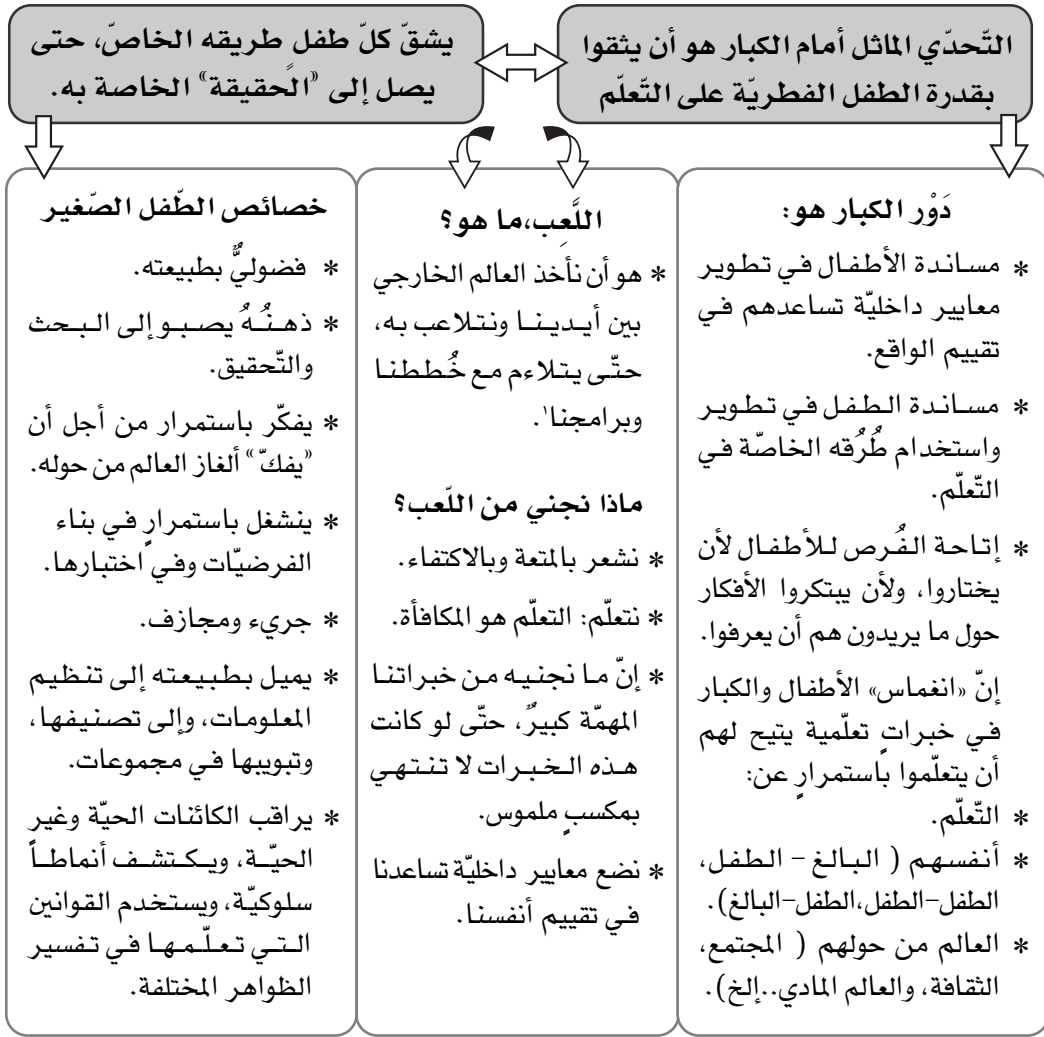 التّحدّي الماثل أمام الكبار هو أن يثقوا
بقدرة الطفل الفطريّة على التّعلّم
يشقّ كلّ طفلٍ طريقه الخاصّ، حتى
يصل إلى "الحقيقة" الخاصة به.
دَوْر الكبار هو:
* مساندة الأطفال في تطوير
معايير داخليّة تساعدهم في
تقييم الواقع.
* مساندة الطفل في تطوير
واستخدام طُرُقه الخاصّة في
التّعلّم.
* إتاحة الفُرص للأطفال لأن
يختاروا، ولأن يبتكروا الأفكار
حول ما يريدون هم أن يعرفوا.
إنّ «انغماس» الأطفال والكبار
في خبراتٍ تعلّمية يتيح لهم
أن يتعلّموا باستمرارٍ عن:
* التّعلّم.
* أنفسهم ( البالغ - الطفل،
الطفل-الطفل،الطفل-البالغ).
* العالم من حولهم ( المجتمع،
الثقافة، والعالم المادي..إلخ).
اللَّعِب،ما هو؟
* هو أن نأخذ العالم الخارجي
بين أيدينا ونتلاعب به،
حتّى يتلاءم مع خُططنا
وبرامجنا١.
ماذا نجني من اللّعب؟
* نشعر بالمتعة وبالاكتفاء.
* نتعلّم: التعلّم هو المكافأة.
* إنّ ما نجنيه من خبراتنا
المهمّة كبيرٌ، حتّى لو كانت
هذه الخبرات لا تنتهي
بمكسبٍ ملموس.
* نضع معايير داخليّة تساعدنا
في تقييم أنفسنا.
خصائص الطّفل الصّغير
* فضوليٌّ بطبيعته.
* ذهنُهُ يصبو إلى البحث
والتّحقيق.
* يفكّر باستمرار من أجل أن
"يفكّ" ألغاز العالم من حوله.
* ينشغل باستمرارٍ في بناء
الفرضيّات وفي اختبارها.
* جريء ومجازف.
* يميل بطبيعته إلى تنظيم
المعلومات، وإلى تصنيفها،
وتبويبها في مجموعات.
* يراقب الكائنات الحيّة وغير
الحيّة، ويكتشف أنماطاً
سلوكيّة، ويستخدم القوانين
التي تعلّمها في تفسير
الظواهر المختلفة.